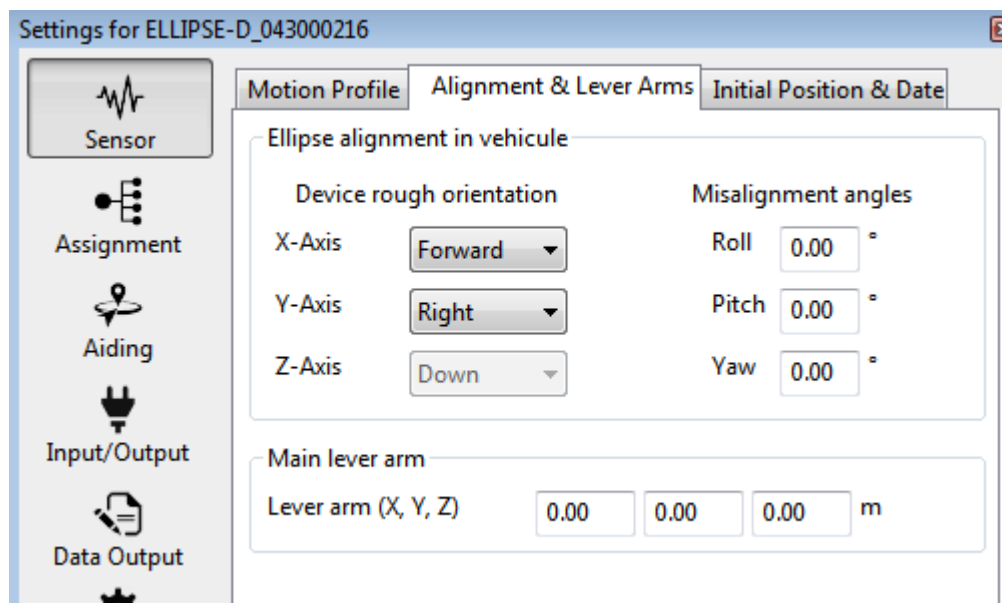 Settings for ELLIPSE-D_043000216
Sensor
Assignment
Aiding
Input/Output
Data Output
Motion Profile Alignment & Lever Arms Initial Position & Date
Ellipse alignment in vehicule
Device rough orientation Misalignment angles
X-Axis Forward Roll 0.00 °
Y-Axis Right Pitch 0.00 °
Z-Axis Down Yaw 0.00 °
Main lever arm
Lever arm (X, Y, Z) 0.00 0.00 0.00 m